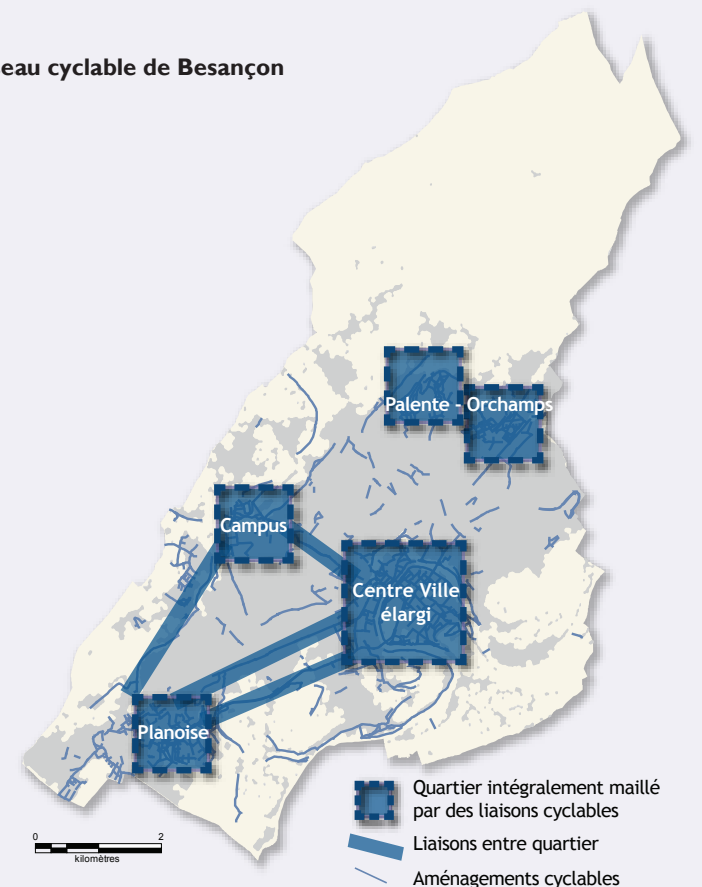 eau cyclable de Besançon
Palente - Orchamps
Campus
Centre Ville
élargi
Planoise
Quartier intégralement maillé
par des liaisons cyclables
Liaisons entre quartier
Aménagements cyclables
0 2
kilomètres